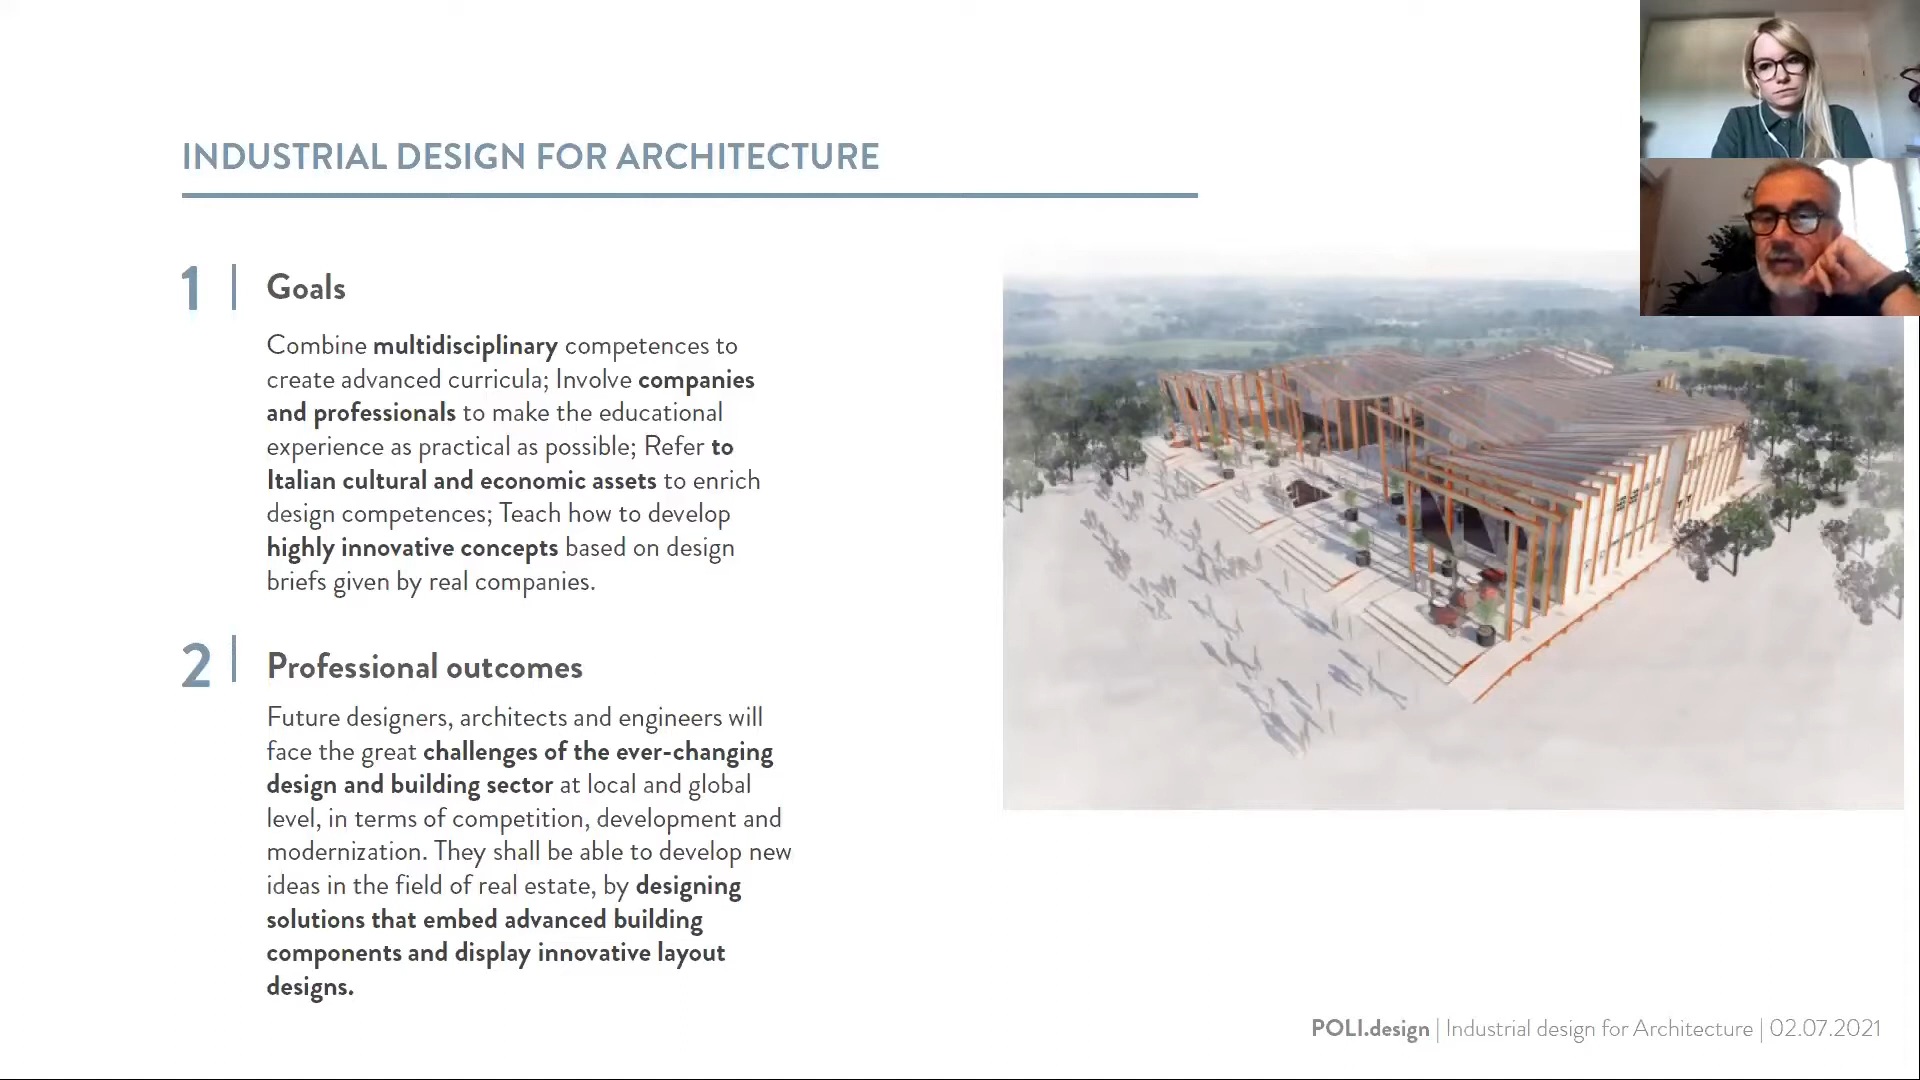 INDUSTRIAL DESIGN FOR ARCHITECTURE
1 | Goals
Combine multidisciplinary competences to
create advanced curricula; Involve companies
and professionals to make the educational
experience as practical as possible; Refer to
Italian cultural and economic assets to enrich
design competences; Teach how to develop
highly innovative concepts based on design
briefs given by real companies.
2 | Professional outcomes
Future designers, architects and engineers will
face the great challenges of the ever-changing
design and building sector at local and global
level, in terms of competition, development and
modernization. They shall be able to develop new
ideas in the field of real estate, by designing
solutions that embed advanced building
components and display innovative layout
designs.
POLI.design | Industrial design for Architecture | 02.07.2021